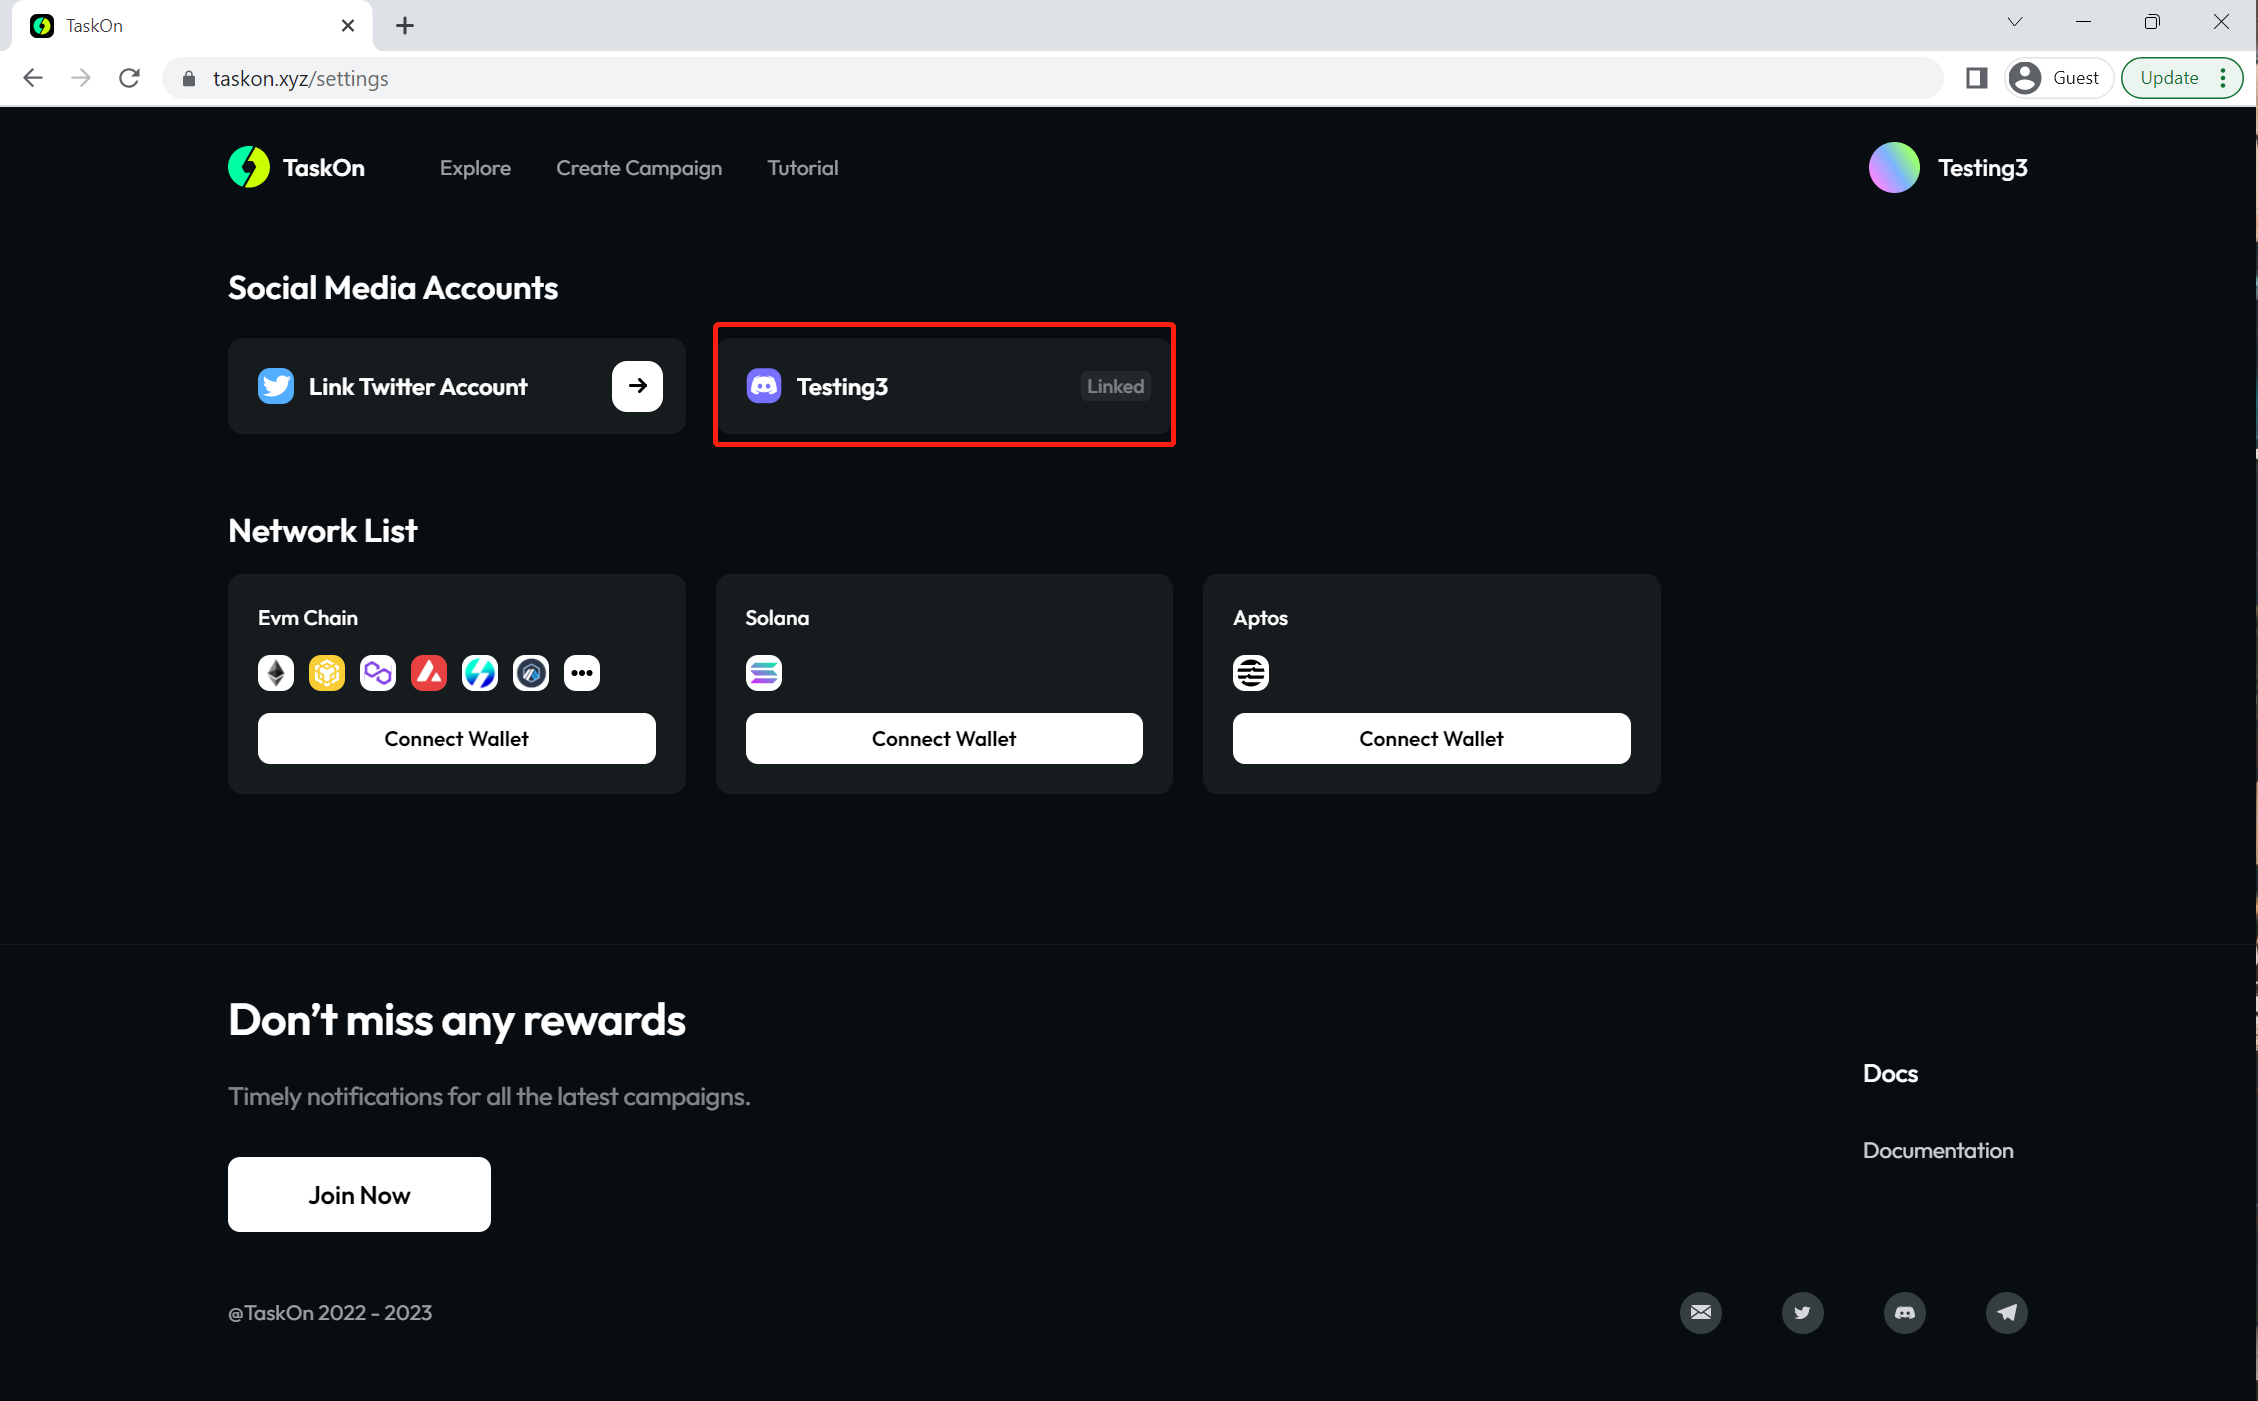 TaskOn
taskon.xyz/settings
Guest
Update
TaskOn
Explore
Create Campaign
Tutorial
Testing3
Social Media Accounts
Link Twitter Account
Testing3
Linked
Network List
Evm Chain
Solana
Aptos
Connect Wallet
Connect Wallet
Connect Wallet
Don’t miss any rewards
Timely notifications for all the latest campaigns.
Docs
Documentation
Join Now
@TaskOn 2022 - 2023